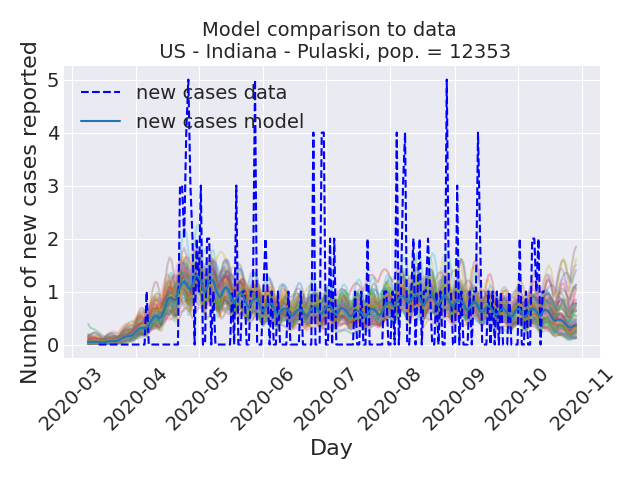 Model comparison to data
US - Indiana - Pulaski, pop. = 12353
Number of new cases reported
5
4
3
2
1
0
new cases data
new cases model
2020-03
2020-04
2020-05
2020-06
2020-07
2020-08
2020-09
2020-10
2020-11
Day